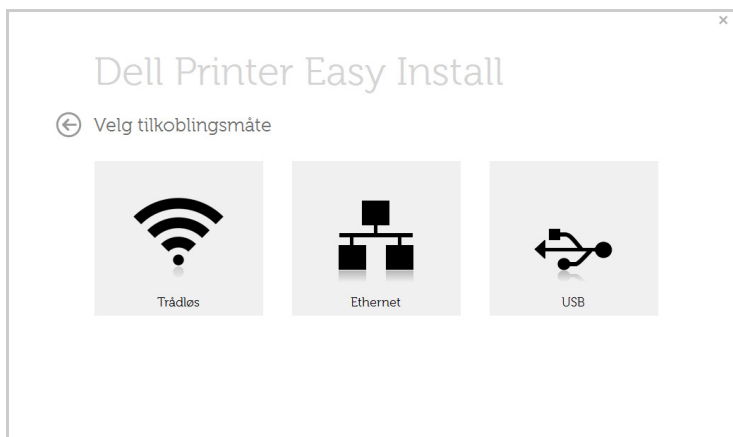 Dell Printer Easy Install
Velg tilkoblingsmåte
Trådløs
Ethernet
USB